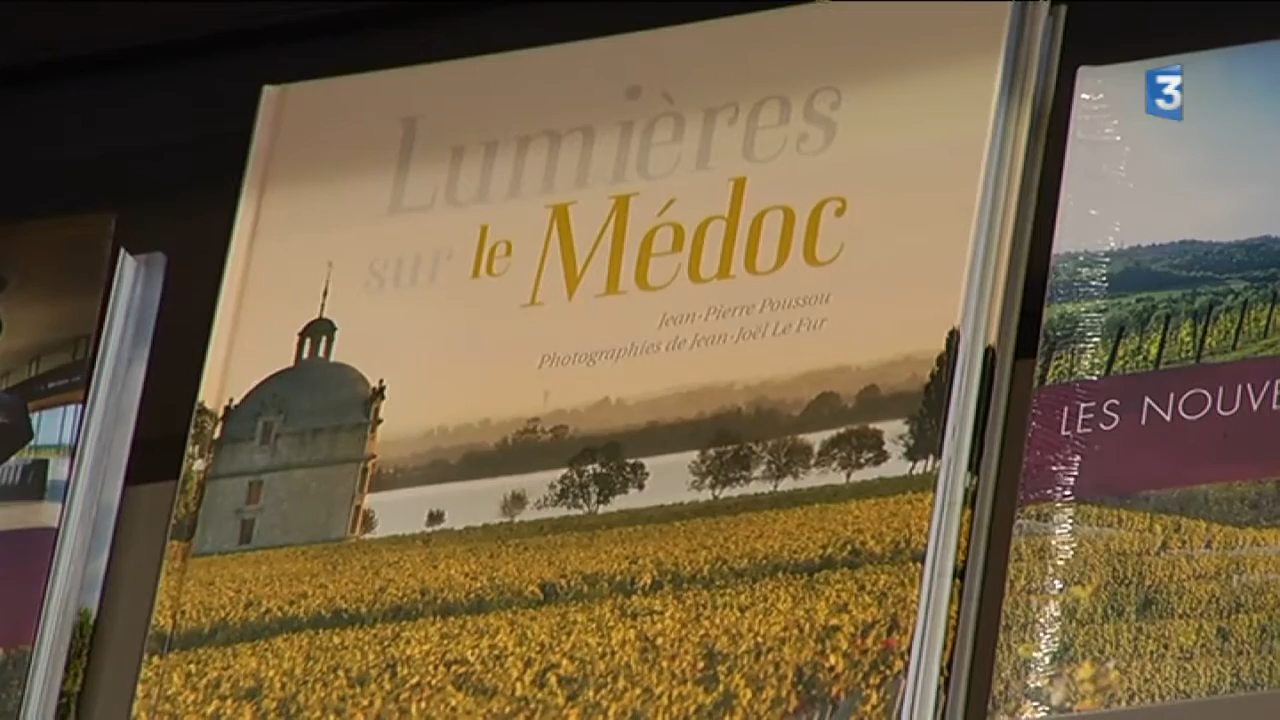 Lumières
sur le Médoc
Jean-Pierre Poussou
Photographies de Jean-Joël Le Fur
3
LES NOUVE